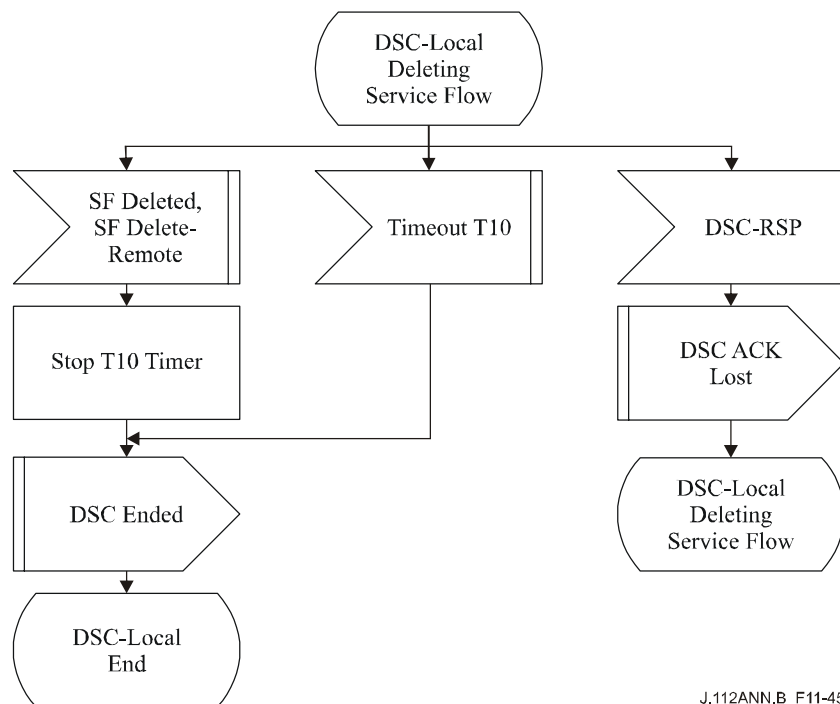 DSC-Local
Deleting
Service Flow
SF Deleted,
SF Delete-
Remote
Timeout T10
DSC-RSP
Stop T10 Timer
DSC ACK
Lost
DSC Ended
DSC-Local
Deleting
Service Flow
DSC-Local
End
J.112ANN.B_F11-45